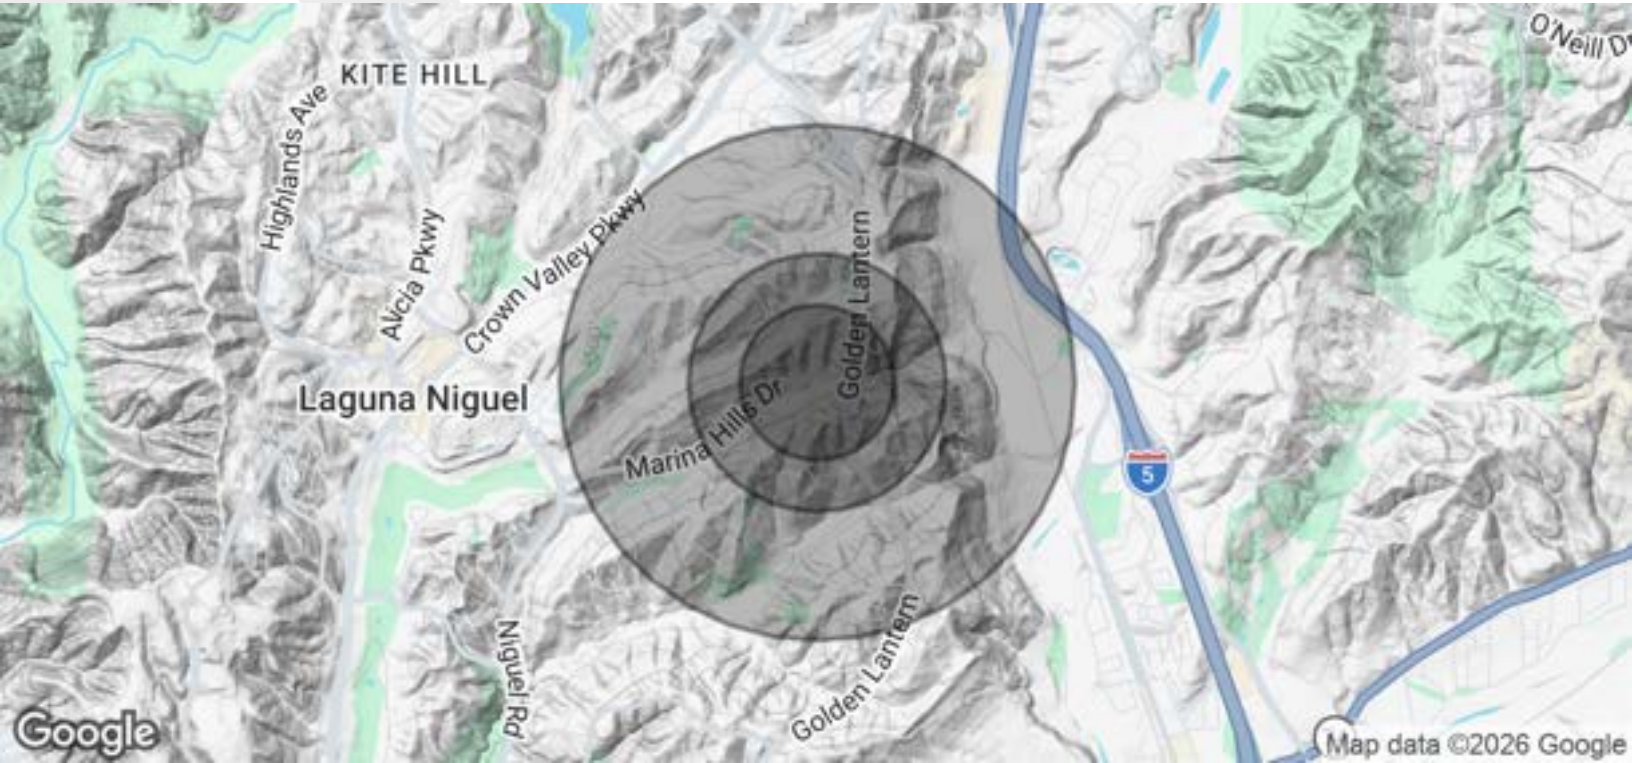 O'Neill Dr
KITE HILL
Highlands Ave
Alicia Pkwy
Crown Valley Pkwy
Golden Lantern
Marina Hills Dr
Laguna Niguel
5
Niguel Rd
Golden Lantern
Google
Map data ©2026 Google